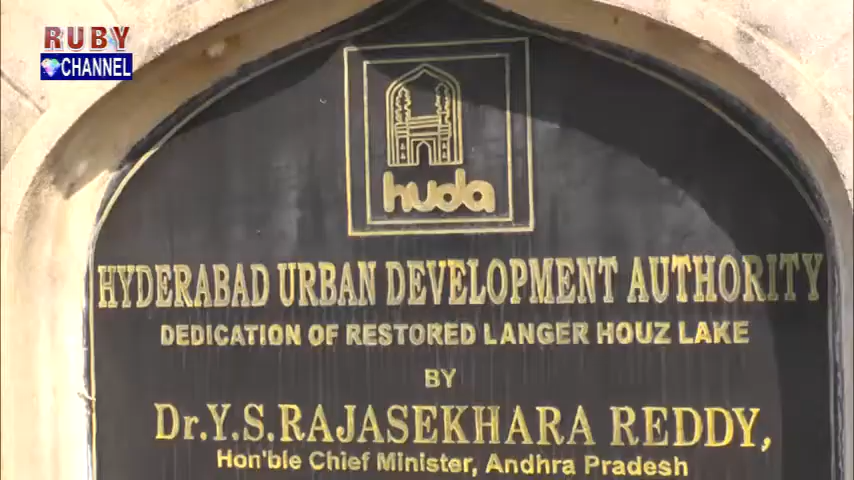 RUBY
CHANNEL
huda
HYDERABAD URBAN DEVELOPMENT AUTHORITY
DEDICATION OF RESTORED LANGER HOUZ LAKE
BY
Dr.Y.S.RAJASEKHARA REDDY,
Hon'ble Chief Minister, Andhra Pradesh